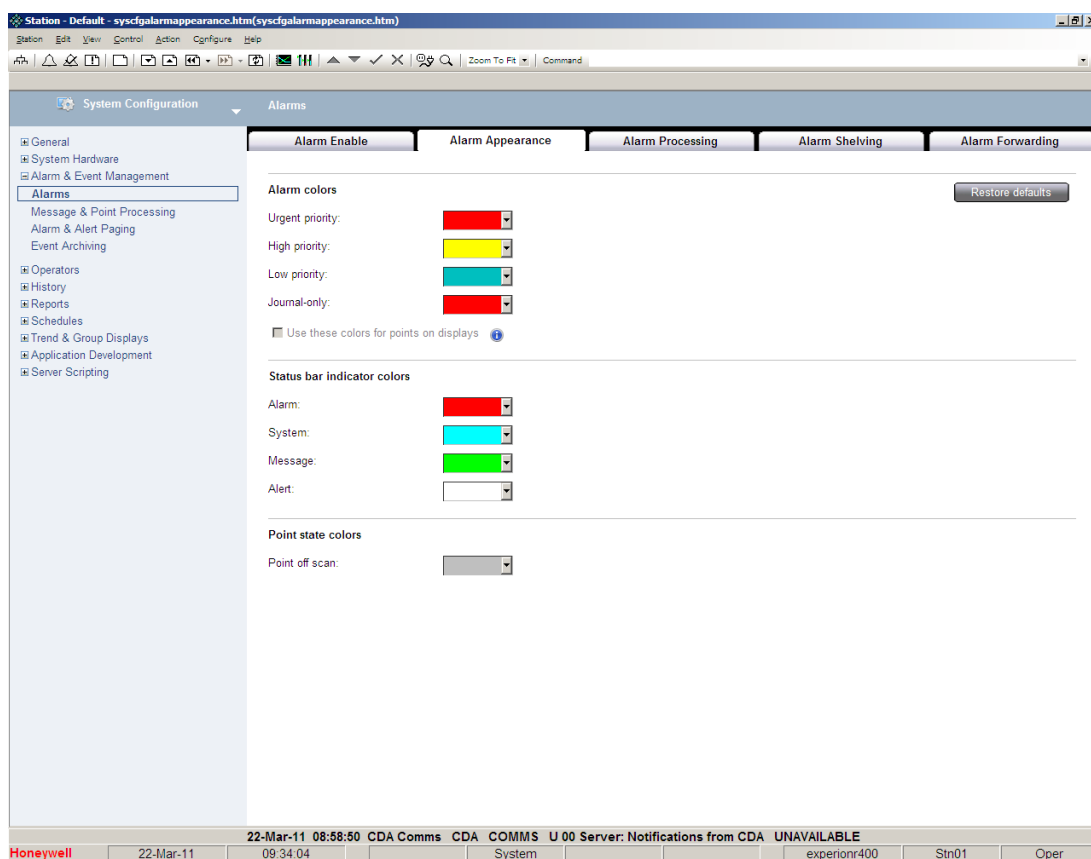 Station - Default - syscfgalarmappearance.htm(syscfgalarmappearance.htm)
Station Edit View Control Action Configure Help
Zoom To Fit Command
System Configuration
Alarms
General
System Hardware
Alarm & Event Management
Alarms
Message & Point Processing
Alarm & Alert Paging
Event Archiving
Operators
History
Reports
Schedules
Trend & Group Displays
Application Development
Server Scripting
Alarm Enable Alarm Appearance Alarm Processing Alarm Shelving Alarm Forwarding
Alarm colors
Restore defaults
Urgent priority:
High priority:
Low priority:
Journal-only:
Use these colors for points on displays
Status bar indicator colors
Alarm:
System:
Message:
Alert:
Point state colors
Point off scan:
22-Mar-11 08:58:50 CDA Comms CDA COMMS U 00 Server: Notifications from CDA UNAVAILABLE
Honeywell 22-Mar-11 09:34:04 System experionr400 Stn01 Oper